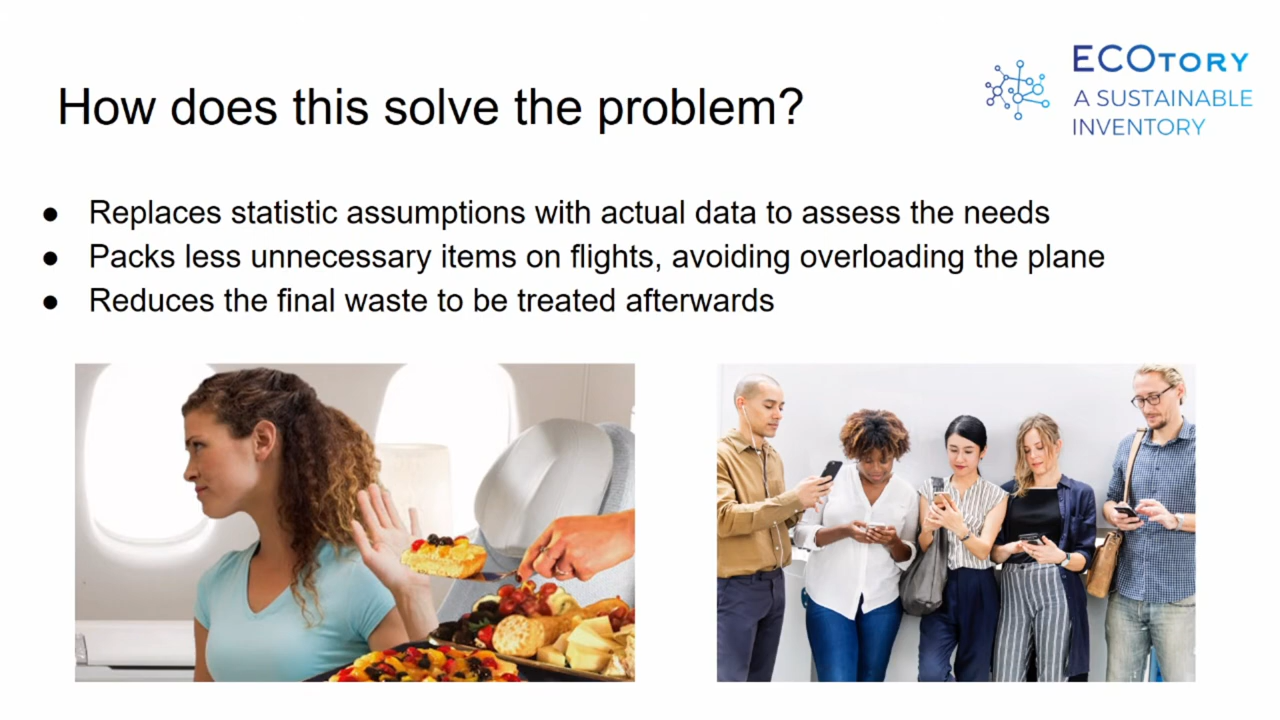 ECOTORY
A SUSTAINABLE
INVENTORY
How does this solve the problem?
● Replaces statistic assumptions with actual data to assess the needs
● Packs less unnecessary items on flights, avoiding overloading the plane
● Reduces the final waste to be treated afterwards